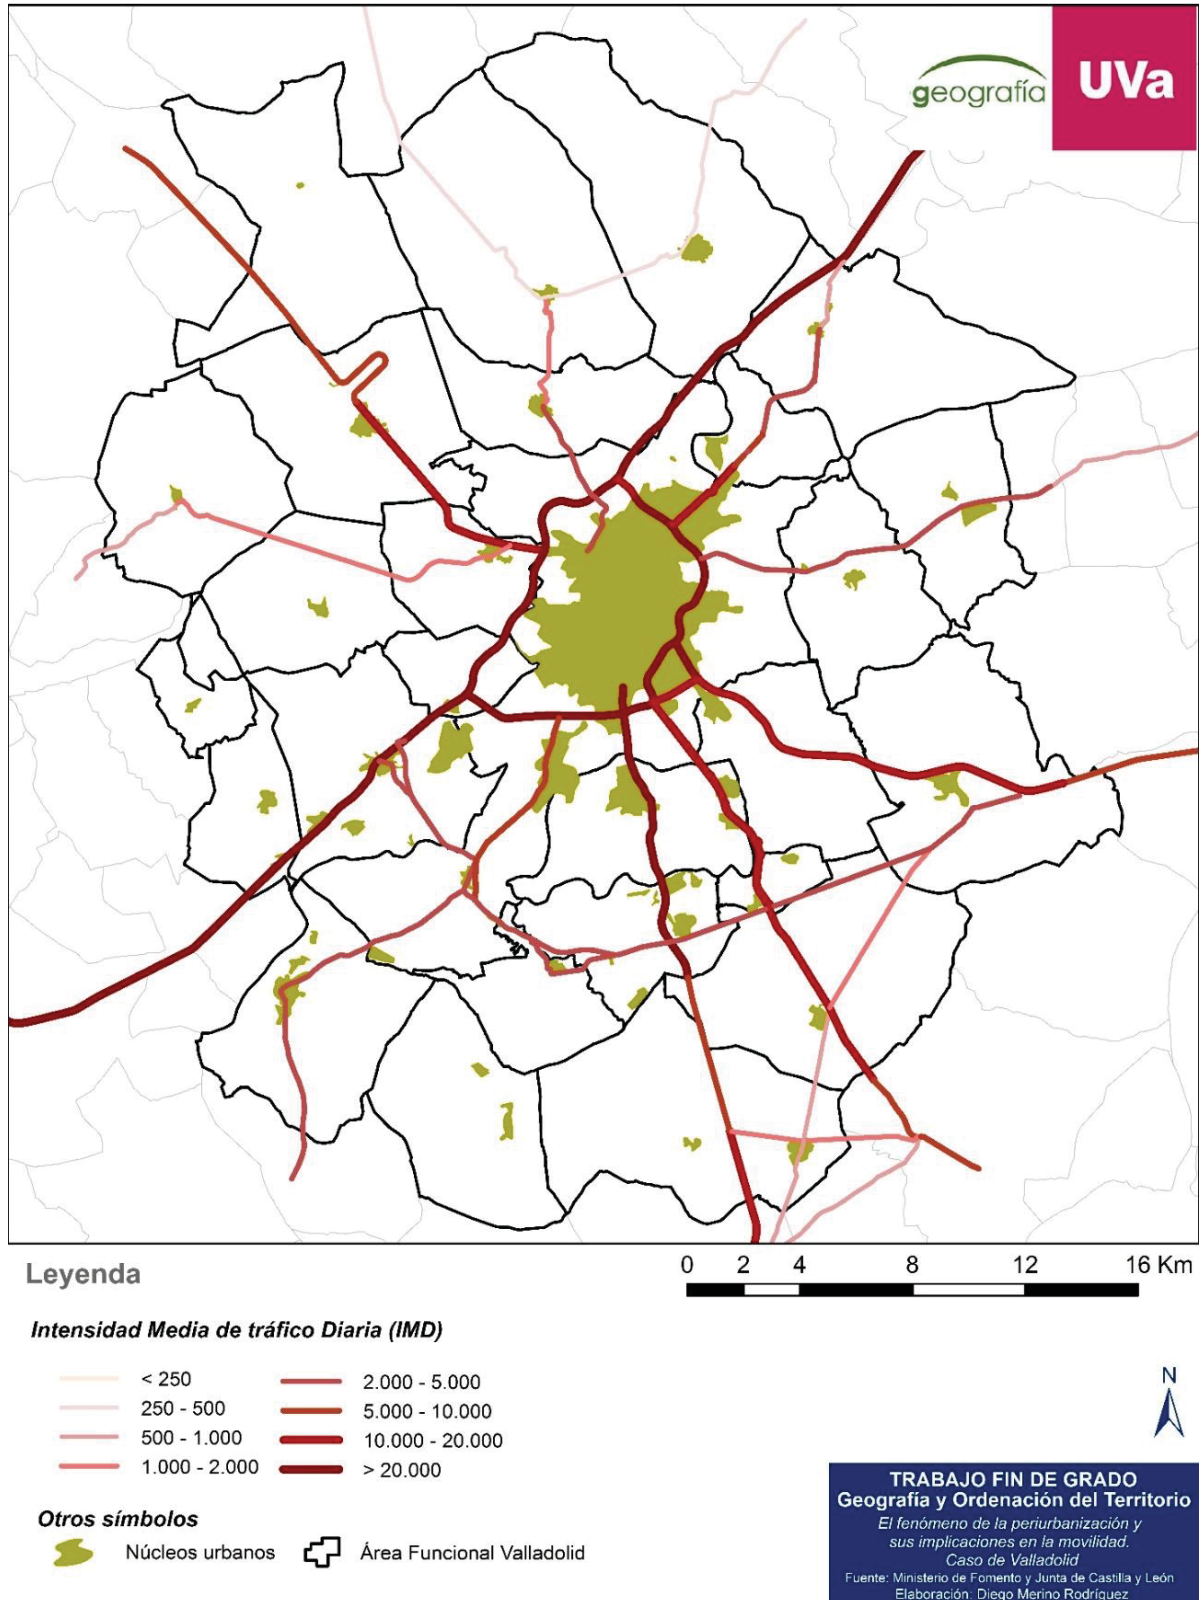 geografía
UVa
Leyenda
0 2 4 8 12 16 Km
Intensidad Media de tráfico Diaria (IMD)
< 250
250 - 500
500 - 1.000
1.000 - 2.000
2.000 - 5.000
5.000 - 10.000
10.000 - 20.000
> 20.000
Otros símbolos
Núcleos urbanos
Área Funcional Valladolid
N
TRABAJO FIN DE GRADO
Geografía y Ordenación del Territorio
El fenómeno de la periurbanización y
sus implicaciones en la movilidad.
Caso de Valladolid
Fuente: Ministerio de Fomento y Junta de Castilla y León
Elaboración: Diego Merino Rodríguez